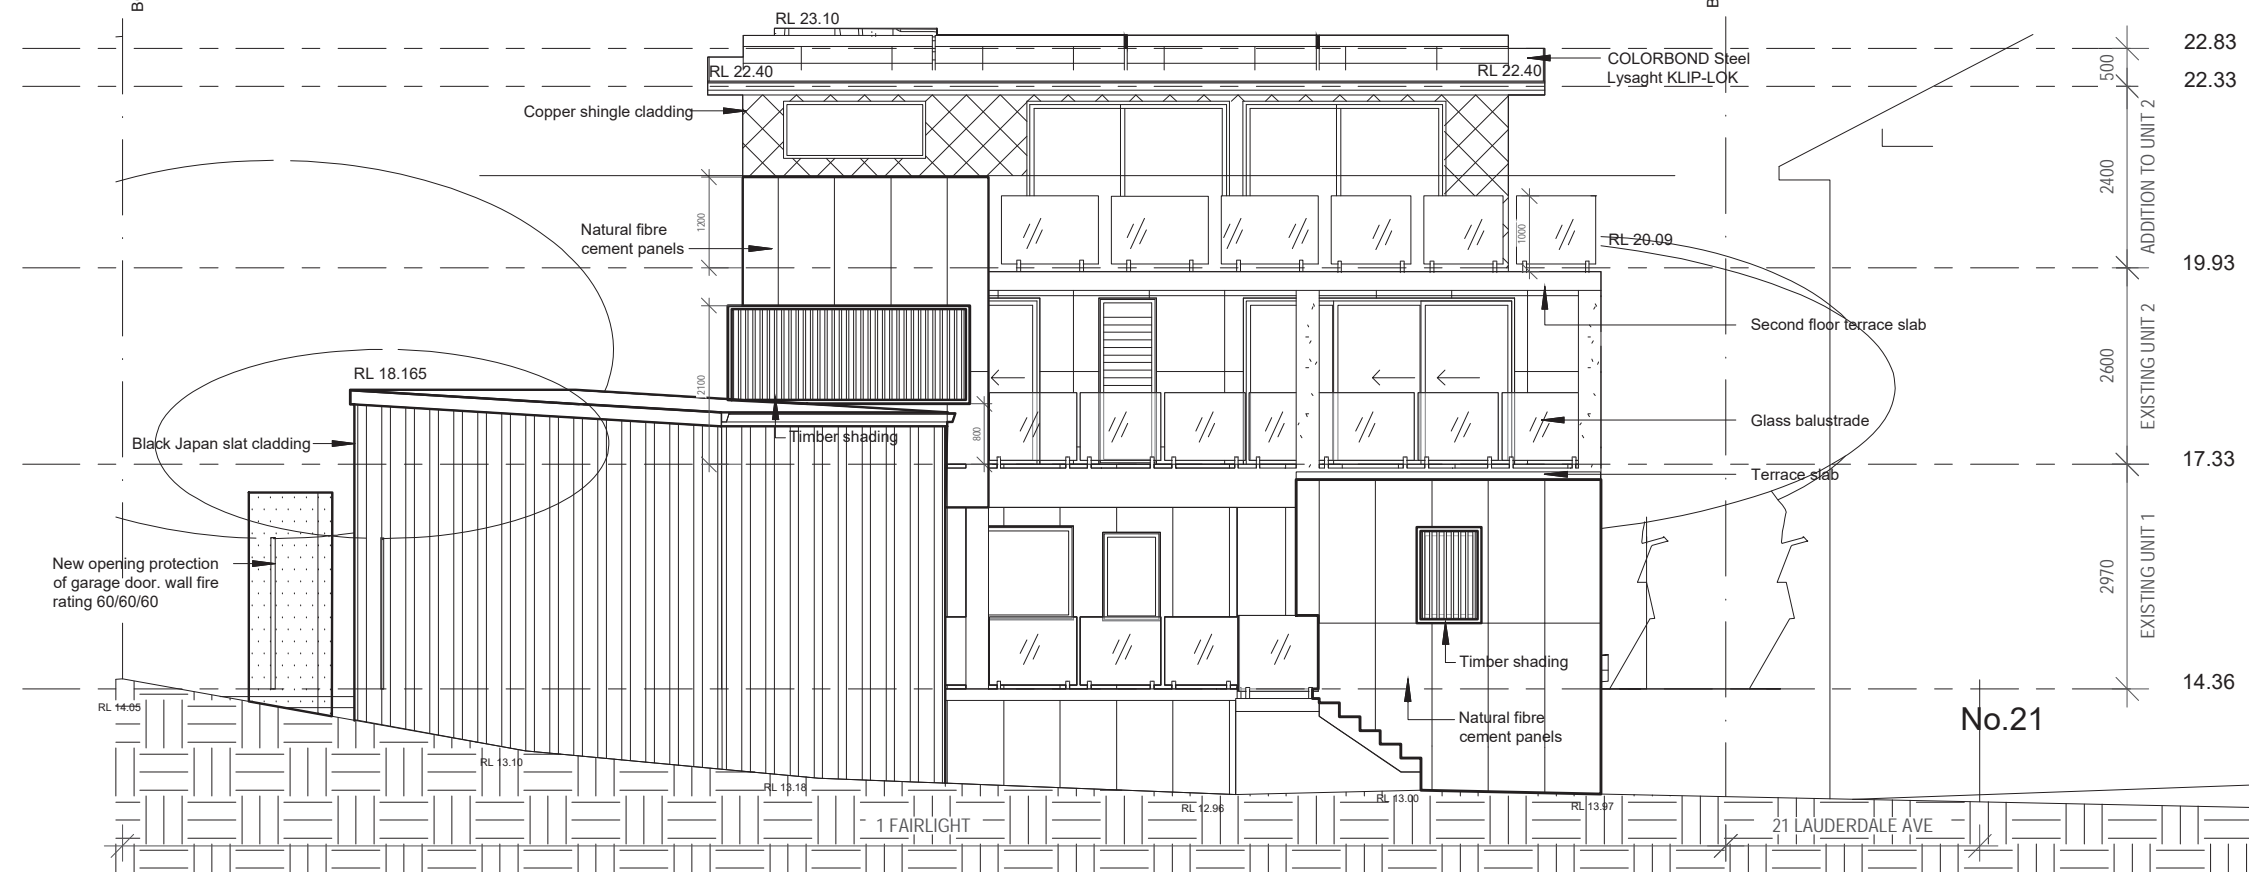 B
B
RL 23.10
22.83
COLORBOND Steel
Lysaght KLIP-LOK
RL 22.40
RL 22.40
500
22.33
Copper shingle cladding
ADDITION TO UNIT 2
2400
1200
Natural fibre
cement panels
1000
RL 20.09
19.93
Second floor terrace slab
EXISTING UNIT 2
2600
RL 18.165
2100
Black Japan slat cladding
Timber shading
800
Glass balustrade
17.33
Terrace slab
EXISTING UNIT 1
2970
New opening protection
of garage door. wall fire
rating 60/60/60
Timber shading
14.36
RL 14.05
Natural fibre
cement panels
No.21
RL 13.10
RL 13.18
RL 12.96
RL 13.00
RL 13.97
1 FAIRLIGHT
21 LAUDERDALE AVE